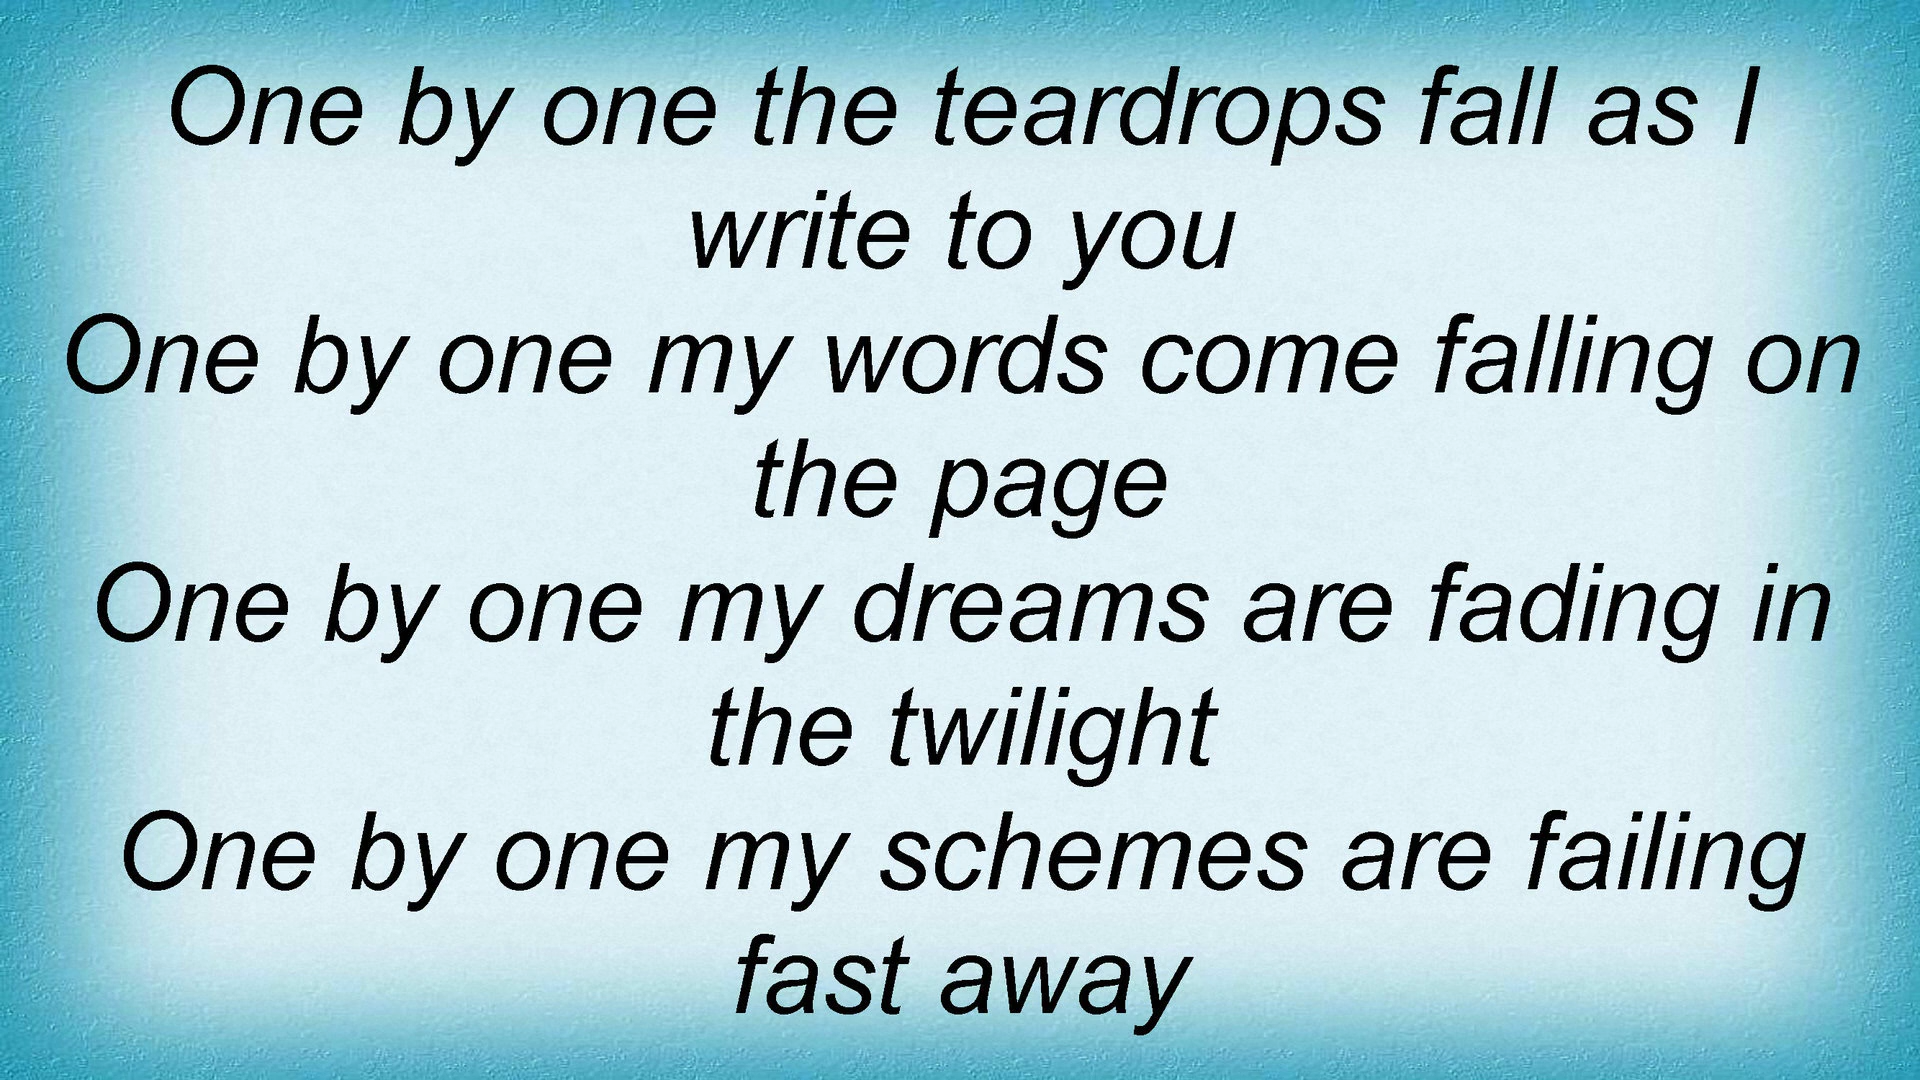 One by one the teardrops fall as I
write to you
One by one my words come falling on
the page
One by one my dreams are fading in
the twilight
One by one my schemes are failing
fast away